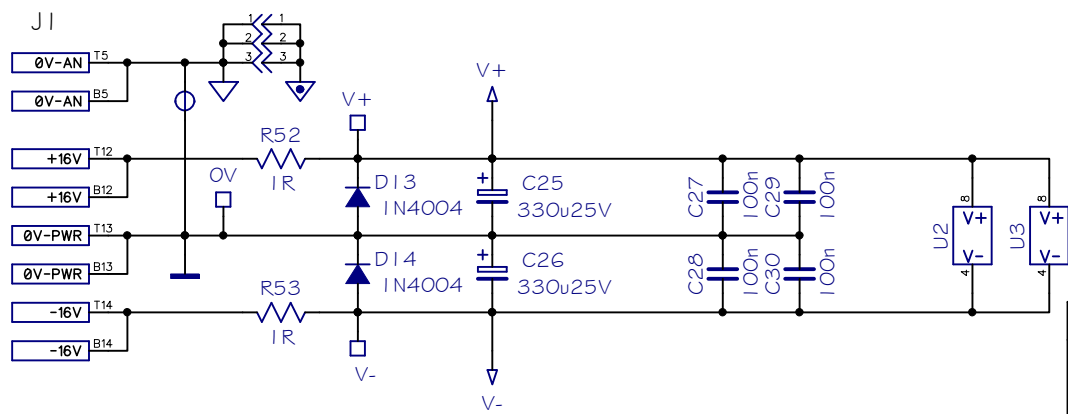 J1
0V-AN T5
0V-AN B5
1 1
2 2
3 3
+16V T12
+16V B12
0V-PWR T13
0V-PWR B13
-16V T14
-16V B14
R52
1R
0V
R53
1R
V+
D13
1N4004
D14
1N4004
V-
V+
+
C25
330u25V
+
C26
330u25V
V-
C27
100n
C29
100n
C28
100n
C30
100n
U2
8
V+
V-
4
U3
8
V+
V-
4